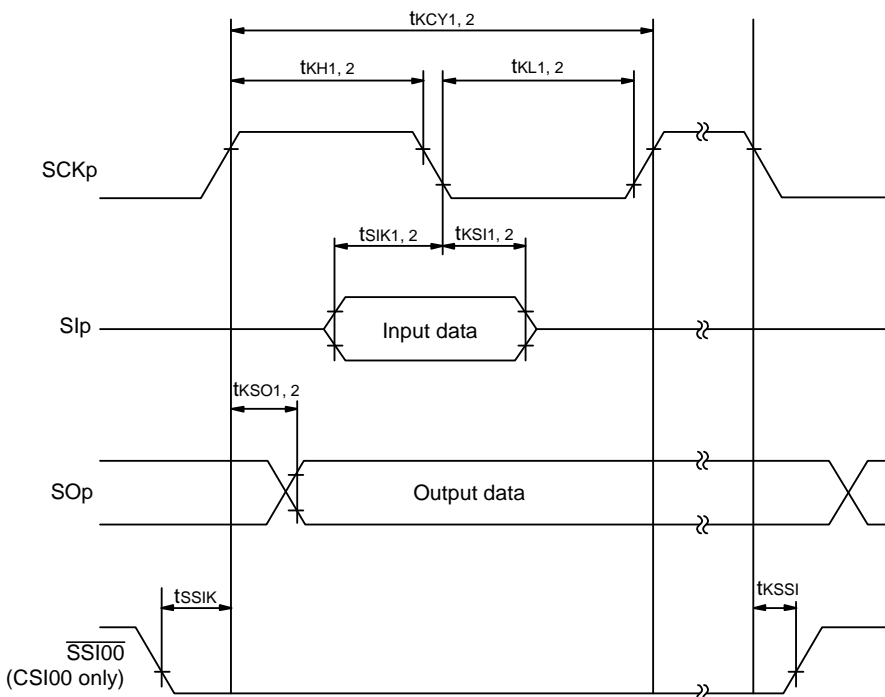 tKCY1, 2
tKH1, 2
tKL1, 2
SCKp
tSIK1, 2
tKSI1, 2
SIp
Input data
tKSO1, 2
SOp
Output data
tSSIK
tKSSI
SSI00
(CSI00 only)